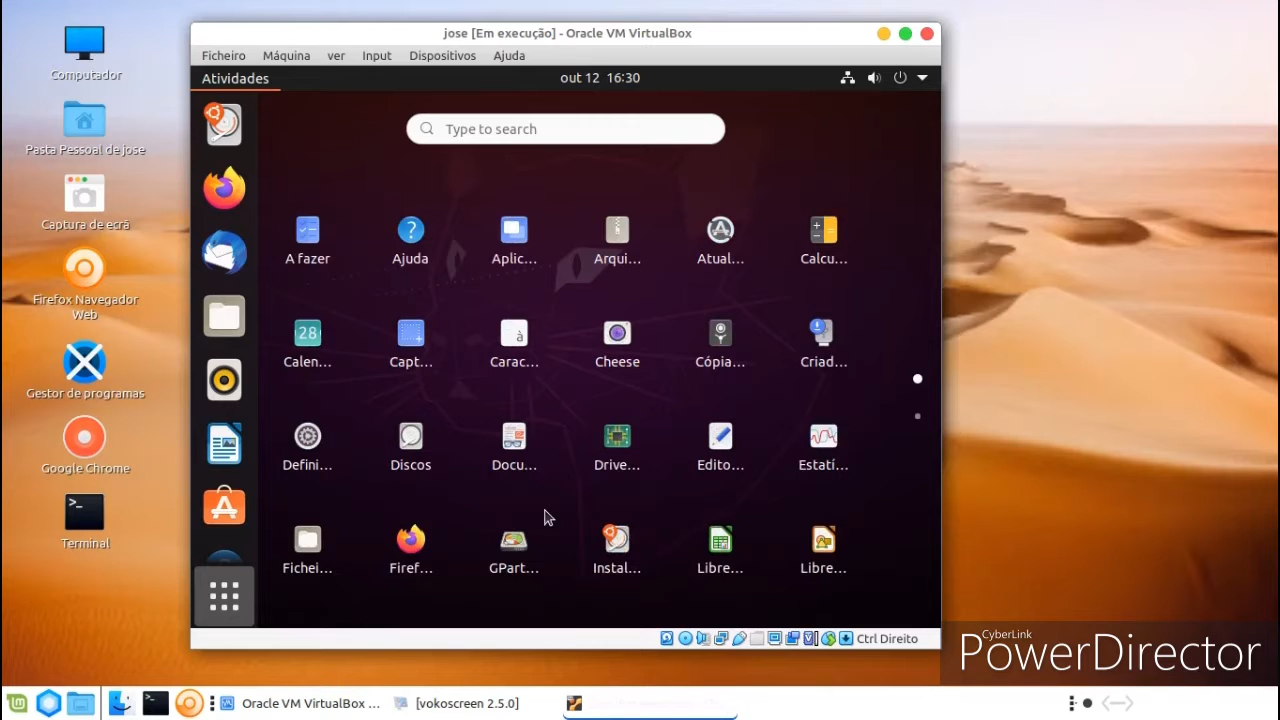 Computador
Pasta Pessoal de jose
Captura de ecrã
Firefox Navegador
Web
Gestor de programas
Google Chrome
>_
Terminal
jose [Em execução] - Oracle VM VirtualBox
Ficheiro Máquina ver Input Dispositivos Ajuda
Atividades out 12 16:30
Type to search
A fazer Ajuda Aplic... Arqui... Atual... Calcu...
28 à
Calen... Capt... Carac... Cheese Cópia... Criad...
Defini... Discos Docu... Drive... Edito... Estatí...
Fichei... Firef... GPart... Instal... Libre... Libre...
Ctrl Direito
CyberLink
PowerDirector
Oracle VM VirtualBox ... [vokoscreen 2.5.0]